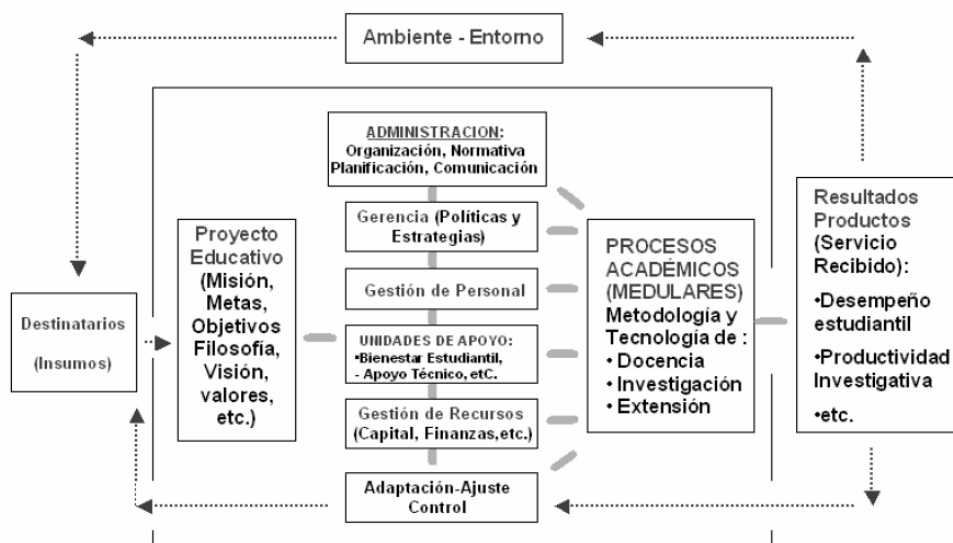 Ambiente - Entorno
ADMINISTRACION:
Organización, Normativa
Planificación, Comunicación
Gerencia (Políticas y
Estrategias)
Gestión de Personal
UNIDADES DE APOYO:
•Bienestar Estudiantil,
- Apoyo Técnico, etC.
Gestión de Recursos
(Capital, Finanzas,etc.)
Adaptación-Ajuste
Control
Destinatarios
(Insumos)
Proyecto
Educativo
(Misión,
Metas,
Objetivos
Filosofía,
Visión,
valores,
etc.)
PROCESOS
ACADÉMICOS
(MEDULARES)
Metodología y
Tecnología de :
• Docencia
• Investigación
• Extensión
Resultados
Productos
(Servicio
Recibido):
•Desempeño
estudiantil
•Productividad
Investigativa
•etc.